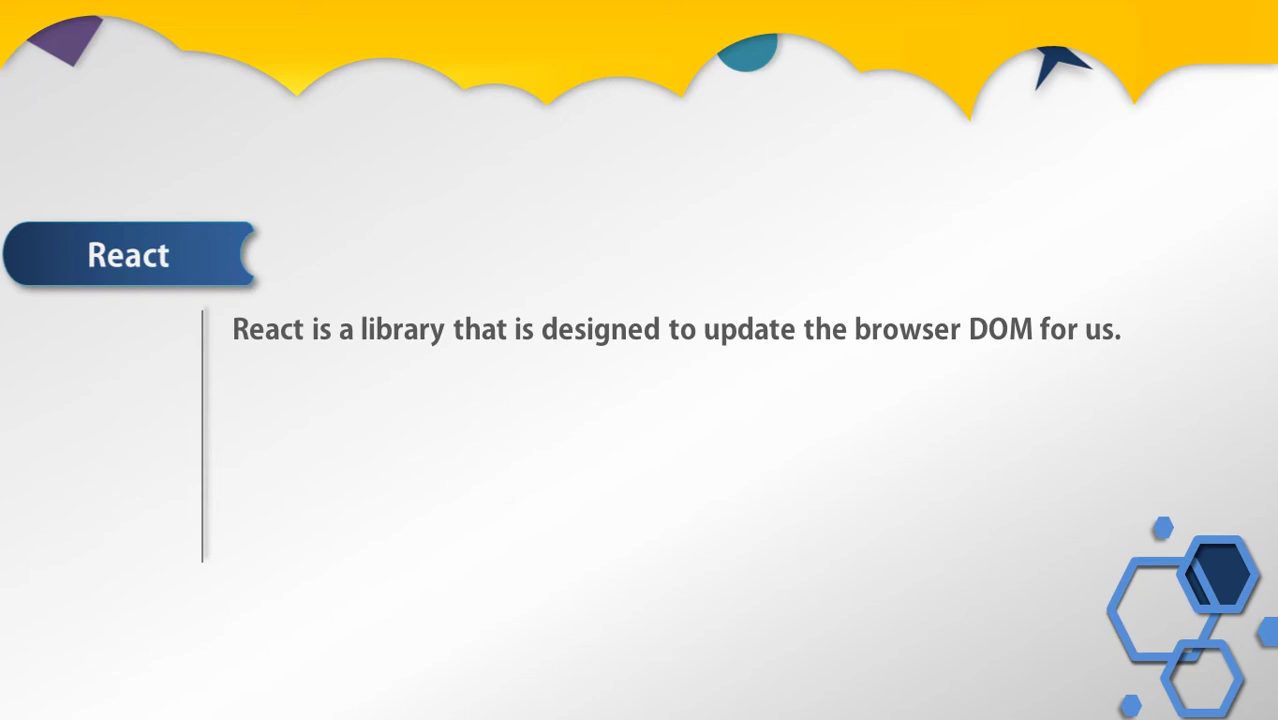 React
React is a library that is designed to update the browser DOM for us.